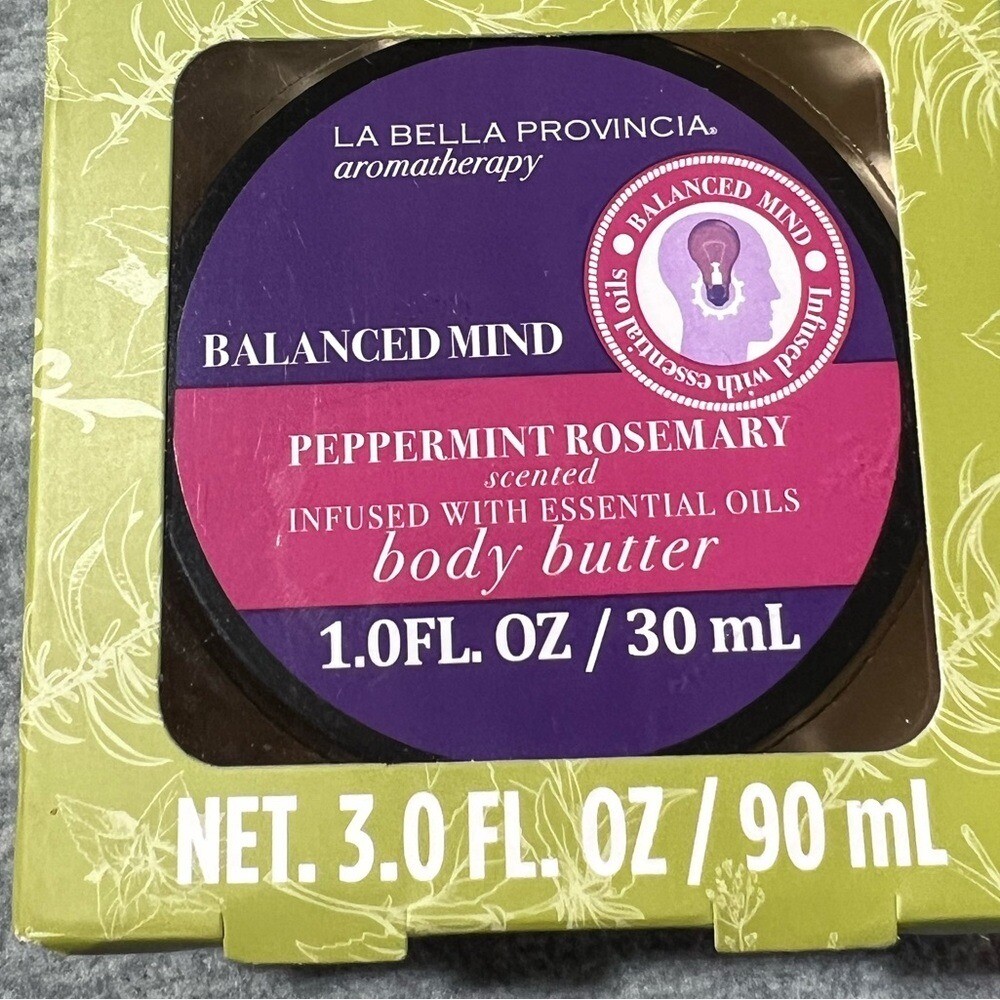 LA BELLA PROVINCIA®
aromatherapy
BALANCED MIND
Infused with essential oils
BALANCED MIND
PEPPERMINT ROSEMARY
scented
INFUSED WITH ESSENTIAL OILS
body butter
1.0FL. OZ / 30 mL
NET. 3.0 FL. OZ / 90 mL